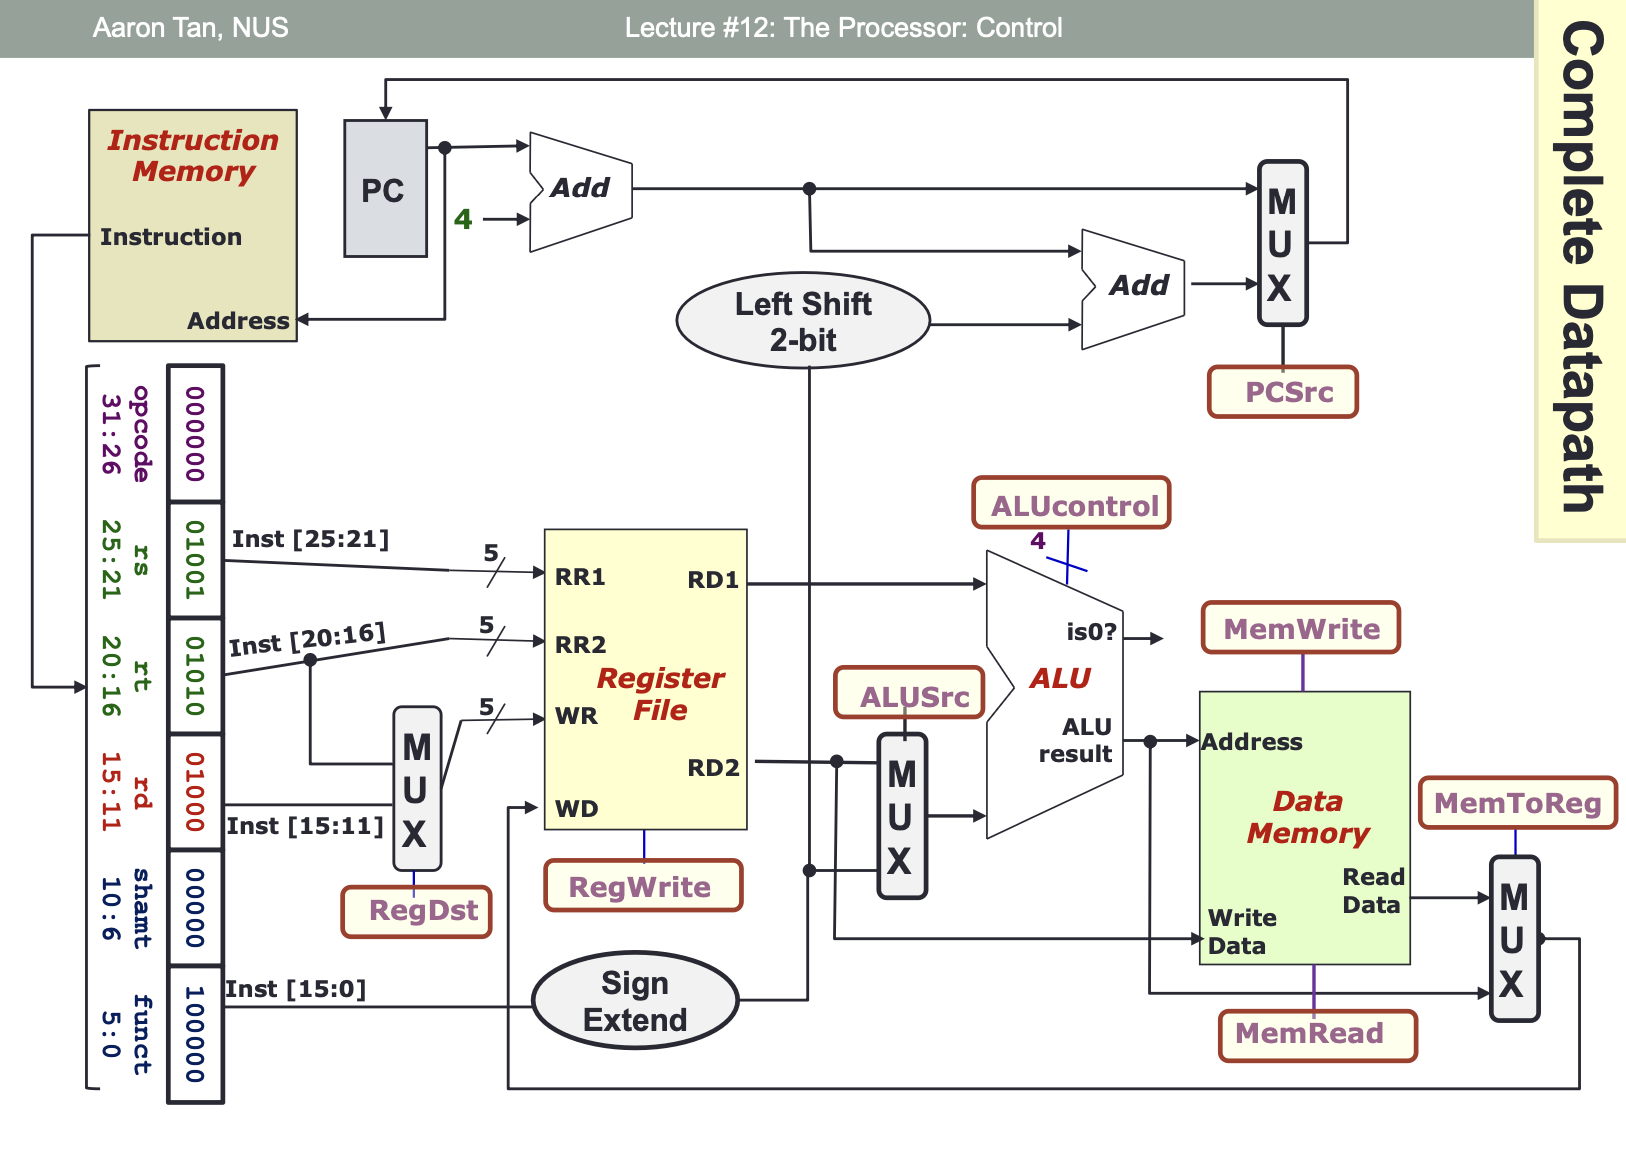 Aaron Tan, NUS
Lecture #12: The Processor: Control
Complete Datapath
Instruction
Memory
Instruction
Address
PC
4
Add
Left Shift
2-bit
Add
M
U
X
PCSrc
opcode
31:26
000000
rs
25:21
01001
rt
20:16
01010
rd
15:11
01000
shamt
10:6
00000
funct
5:0
100000
Inst [25:21]
5
Inst [20:16]
5
5
M
U
X
Inst [15:11]
RegDst
Inst [15:0]
RR1
RR2
WR
WD
RD1
RD2
Register
File
RegWrite
Sign
Extend
ALUSrc
M
U
X
ALUcontrol
4
is0?
ALU
ALU
result
MemWrite
Address
Data
Memory
Read
Data
Write
Data
MemRead
MemToReg
M
U
X